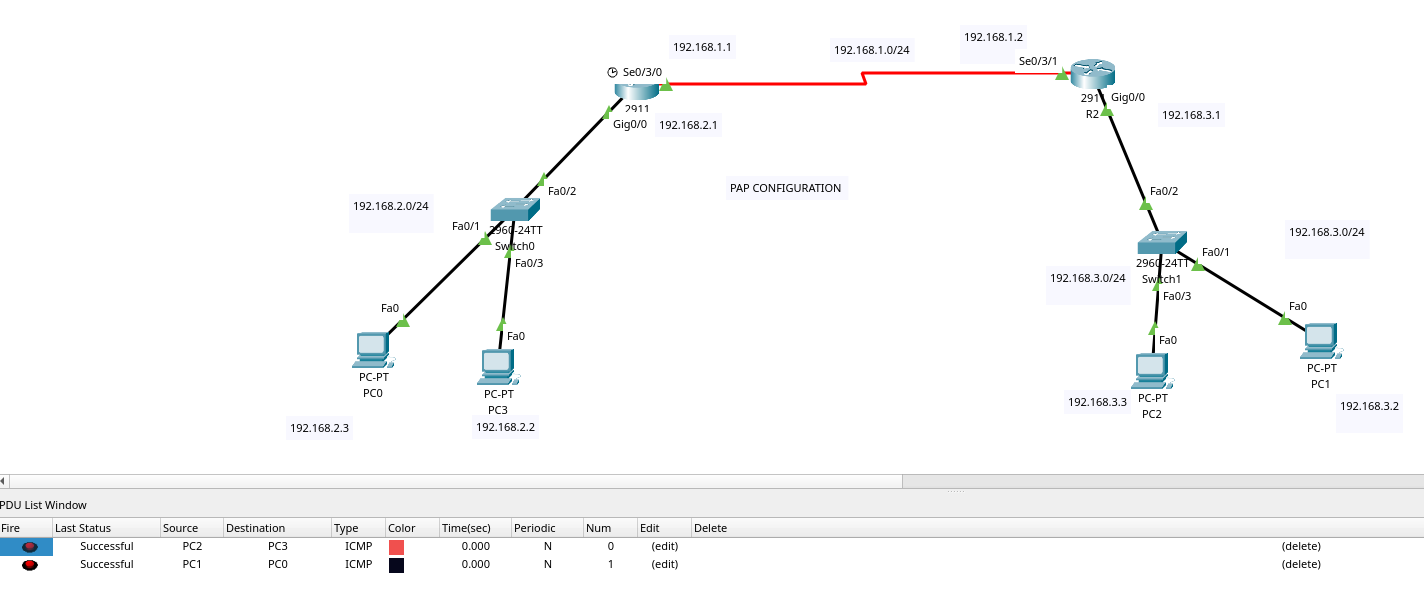 192.168.1.1
192.168.1.0/24
192.168.1.2
Se0/3/0
Se0/3/1
2911
Gig0/0
192.168.2.1
Gig0/0
R2
192.168.3.1
PAP CONFIGURATION
192.168.2.0/24
Fa0/2
Fa0/1
2960-24TT
Switch0
Fa0/3
Fa0/2
192.168.3.0/24
Fa0/1
2960-24TT
Switch1
192.168.3.0/24
Fa0/3
Fa0
PC-PT
PC0
192.168.2.3
Fa0
PC-PT
PC3
192.168.2.2
Fa0
PC-PT
PC2
192.168.3.3
Fa0
PC-PT
PC1
192.168.3.2
PDU List Window
Fire Last Status Source Destination Type Color Time(sec) Periodic Num Edit Delete
Successful PC2 PC3 ICMP 0.000 N 0 (edit) (delete)
Successful PC1 PC0 ICMP 0.000 N 1 (edit) (delete)